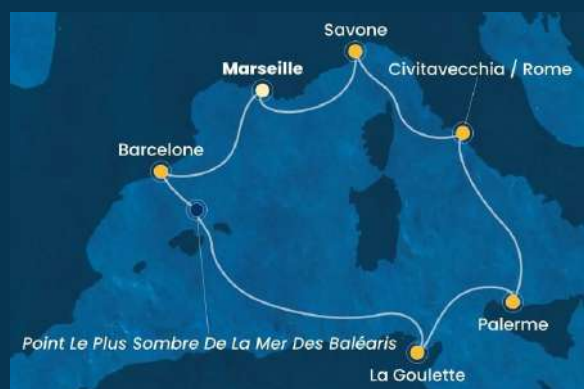 Savone
Marseille
Civitavecchia / Rome
Barcelone
Point Le Plus Sombre De La Mer Des Baléaris
Palerme
La Goulette